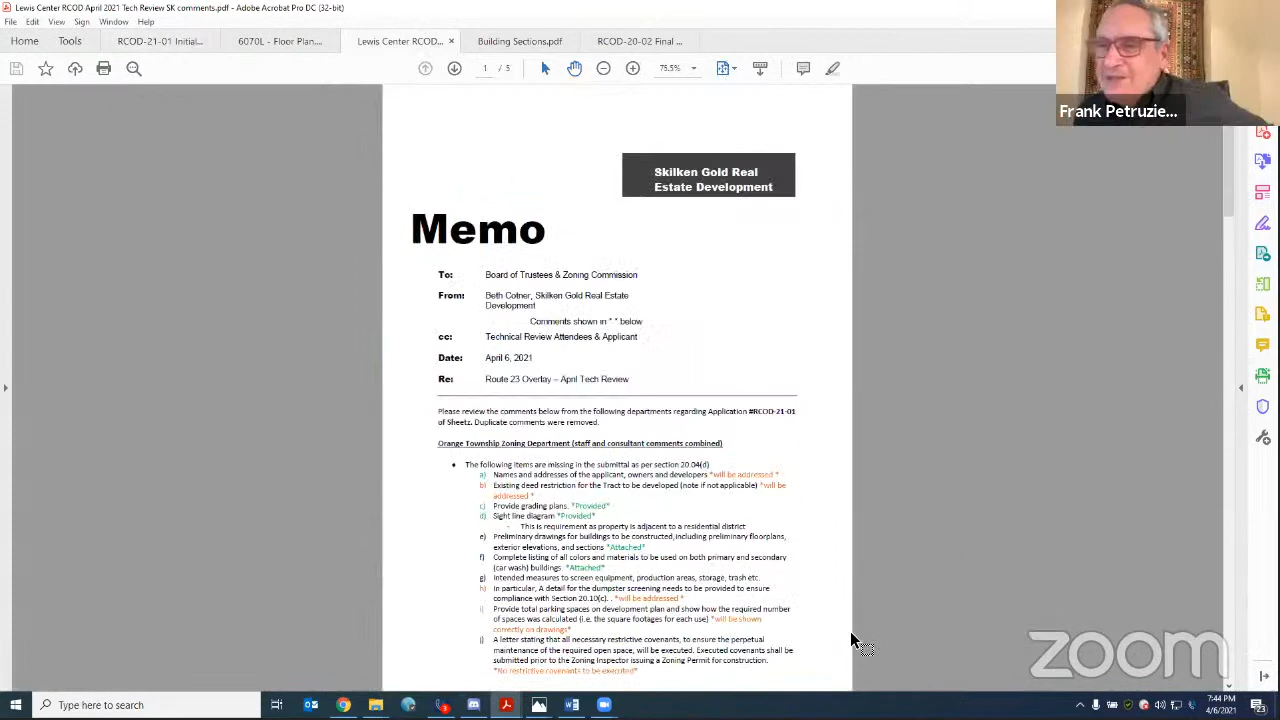 Lewis Center RCOD April 2021 Tech Review SK comments.pdf - Adobe Acrobat Pro DC (32-bit)
File Edit View Sign Window Help
Home Tools RCOD-21-01 Initial... 6070L - Floor Plan.... Lewis Center RCOD... × Building Sections.pdf RCOD-20-02 Final ...
1 / 5 75.5%
Frank Petruzie...
Skilken Gold Real
Estate Development
Memo
To: Board of Trustees & Zoning Commission
From: Beth Cotner, Skilken Gold Real Estate
Development
Comments shown in * * below
cc: Technical Review Attendees & Applicant
Date: April 6, 2021
Re: Route 23 Overlay – April Tech Review
Please review the comments below from the following departments regarding Application #RCOD-21-01
of Sheetz. Duplicate comments were removed.
Orange Township Zoning Department (staff and consultant comments combined)
• The following items are missing in the submittal as per section 20.04(d)
a) Names and addresses of the applicant, owners and developers *will be addressed *
b) Existing deed restriction for the Tract to be developed (note if not applicable) *will be
addressed *
c) Provide grading plans. *Provided*
d) Sight line diagram *Provided*
- This is requirement as property is adjacent to a residential district
e) Preliminary drawings for buildings to be constructed, including preliminary floorplans,
exterior elevations, and sections *Attached*
f) Complete listing of all colors and materials to be used on both primary and secondary
(car wash) buildings. *Attached*
g) Intended measures to screen equipment, production areas, storage, trash etc.
h) In particular, A detail for the dumpster screening needs to be provided to ensure
compliance with Section 20.10(c). . *will be addressed *
i) Provide total parking spaces on development plan and show how the required number
of spaces was calculated (i.e. the square footages for each use) *will be shown
correctly on drawings*
j) A letter stating that all necessary restrictive covenants, to ensure the perpetual
maintenance of the required open space, will be executed. Executed covenants shall be
submitted prior to the Zoning Inspector issuing a Zoning Permit for construction.
*No restrictive covenants to be executed*
zoom
Type here to search
7:44 PM
4/6/2021